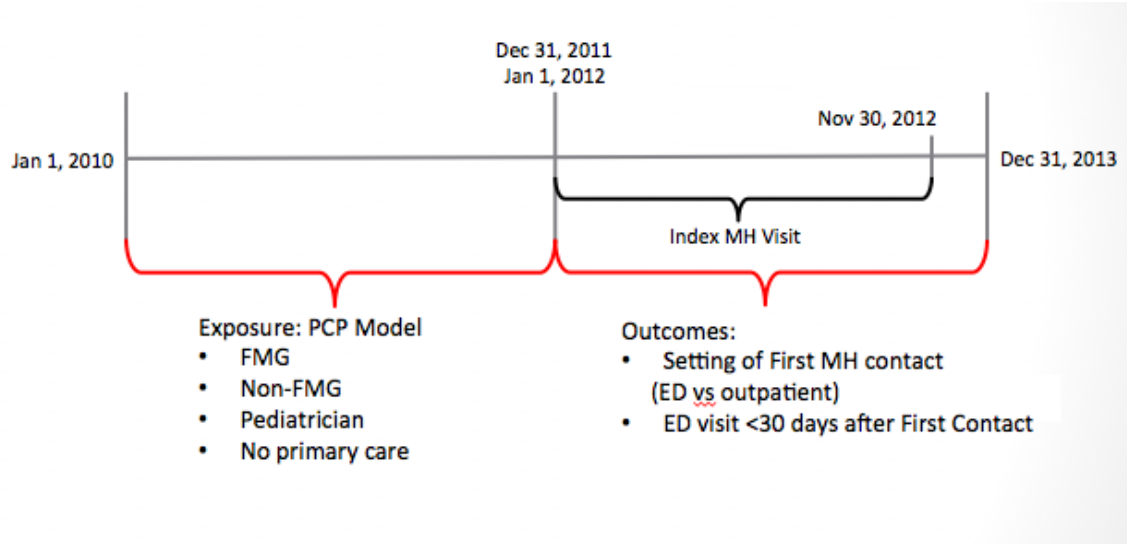 Dec 31, 2011
Jan 1, 2012
Nov 30, 2012
Jan 1, 2010
Dec 31, 2013
Index MH Visit
Exposure: PCP Model
• FMG
• Non-FMG
• Pediatrician
• No primary care
Outcomes:
• Setting of First MH contact
(ED vs outpatient)
• ED visit <30 days after First Contact